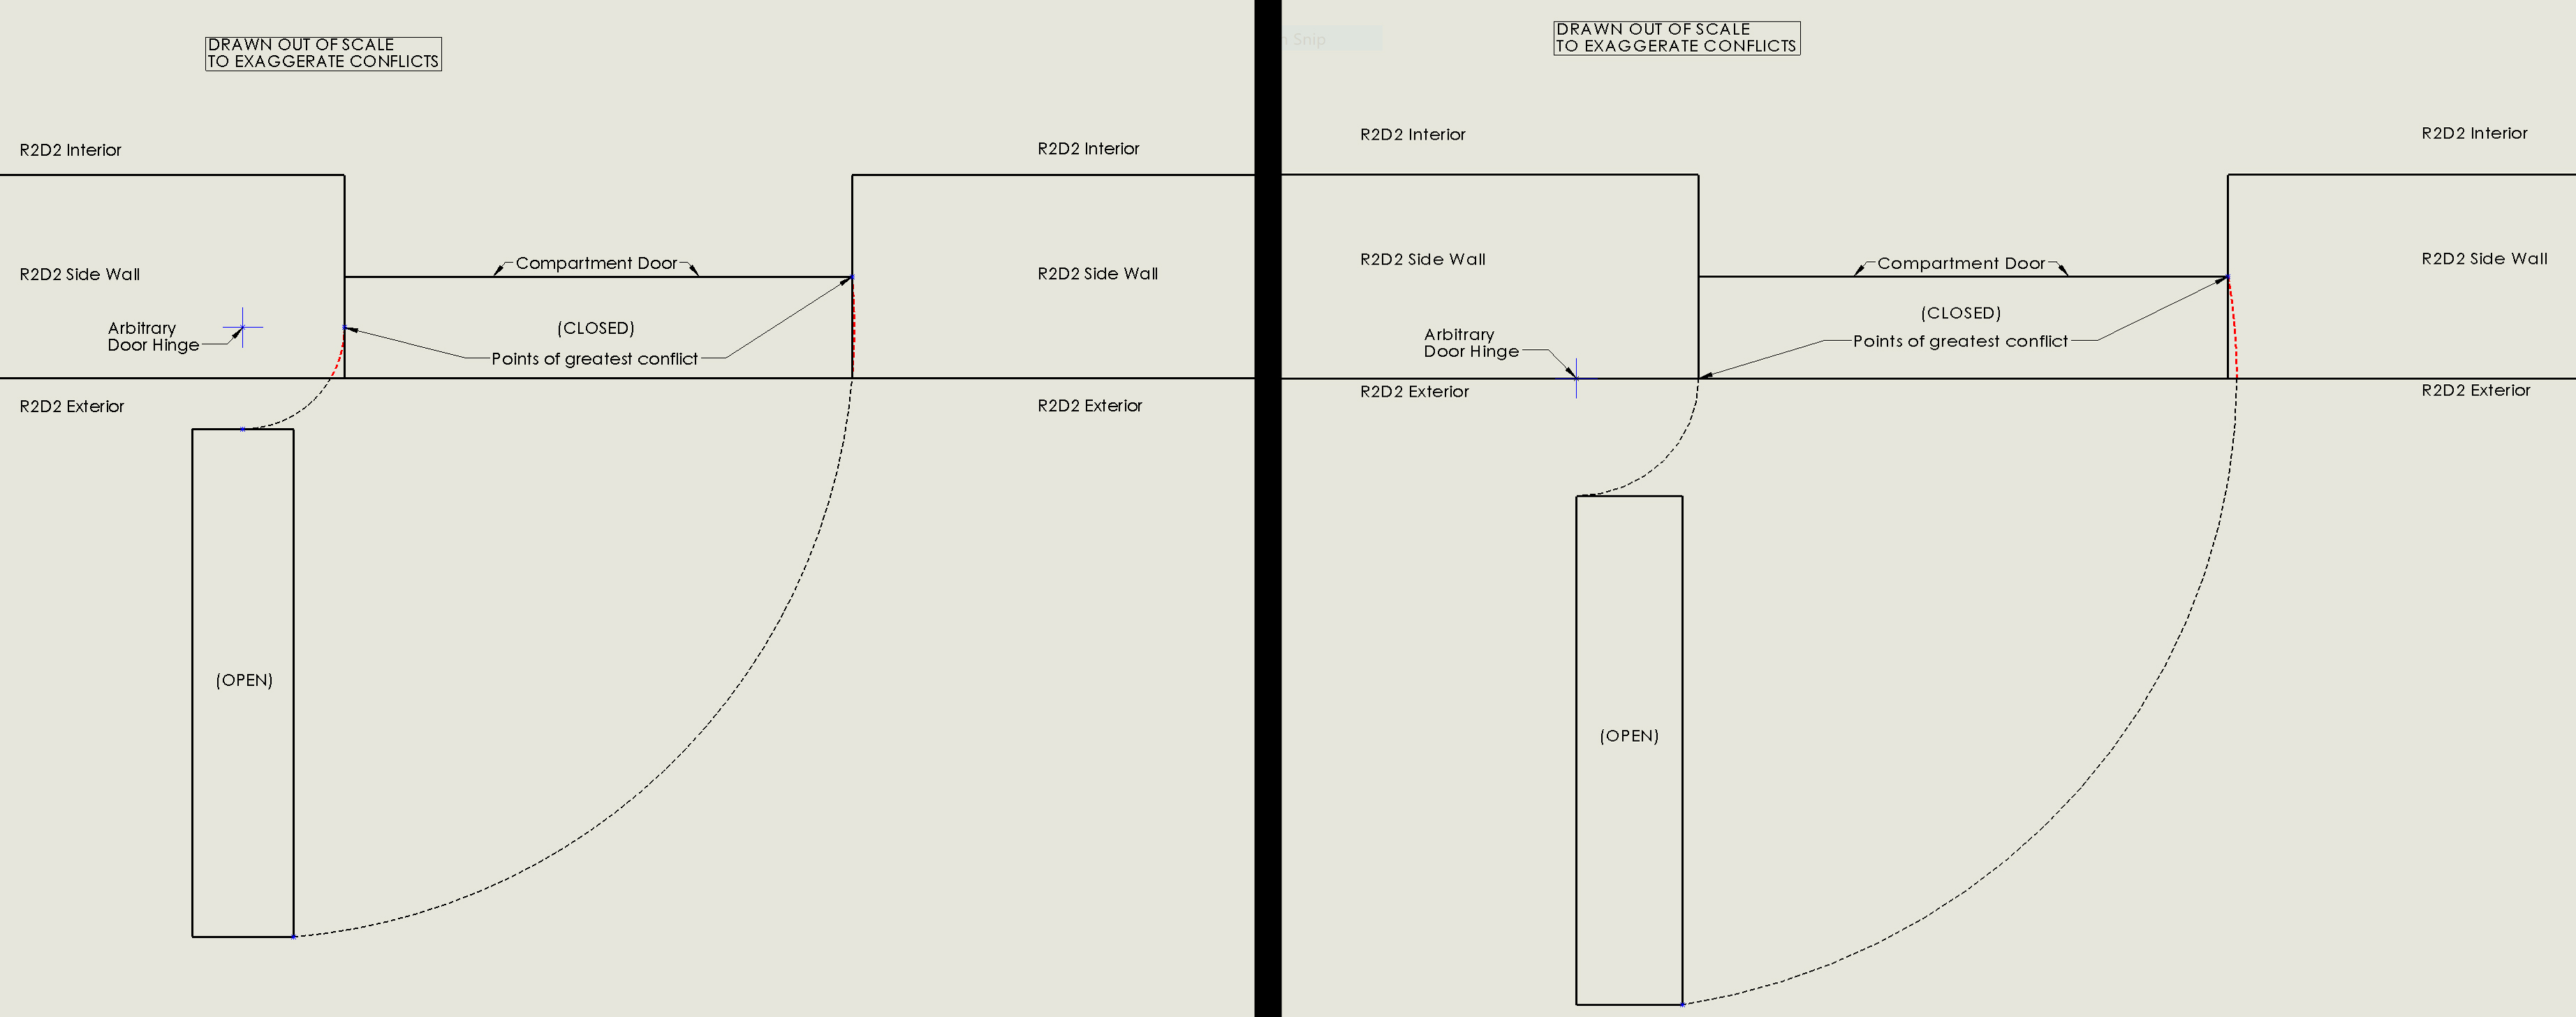 DRAWN OUT OF SCALE
TO EXAGGERATE CONFLICTS
R2D2 Interior
R2D2 Interior
R2D2 Side Wall
Compartment Door
R2D2 Side Wall
Arbitrary
Door Hinge
(CLOSED)
Points of greatest conflict
R2D2 Exterior
R2D2 Exterior
(OPEN)
Snip
DRAWN OUT OF SCALE
TO EXAGGERATE CONFLICTS
R2D2 Interior
R2D2 Interior
R2D2 Side Wall
Compartment Door
R2D2 Side Wall
(CLOSED)
Arbitrary
Door Hinge
Points of greatest conflict
R2D2 Exterior
R2D2 Exterior
(OPEN)